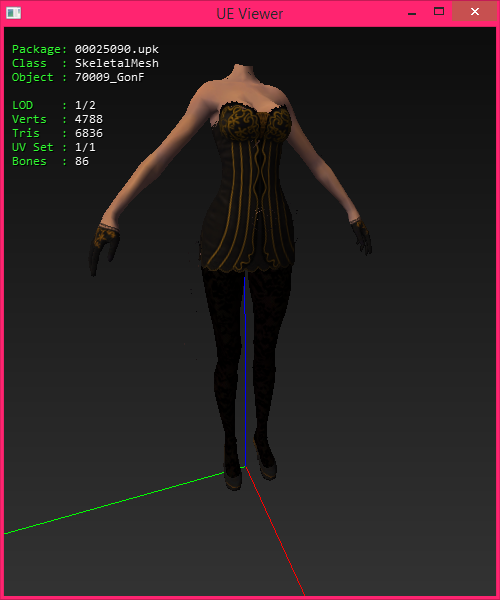 UE Viewer
Package: 00025090.upk
Class  : SkeletalMesh
Object : 70009_GonF
LOD    : 1/2
Verts  : 4788
Tris   : 6836
UV Set : 1/1
Bones  : 86